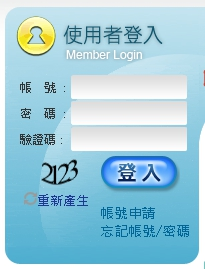 使用者登入
Member Login
帳 號：
密 碼：
驗證碼：
2123
登入
重新產生
帳號申請
忘記帳號/密碼